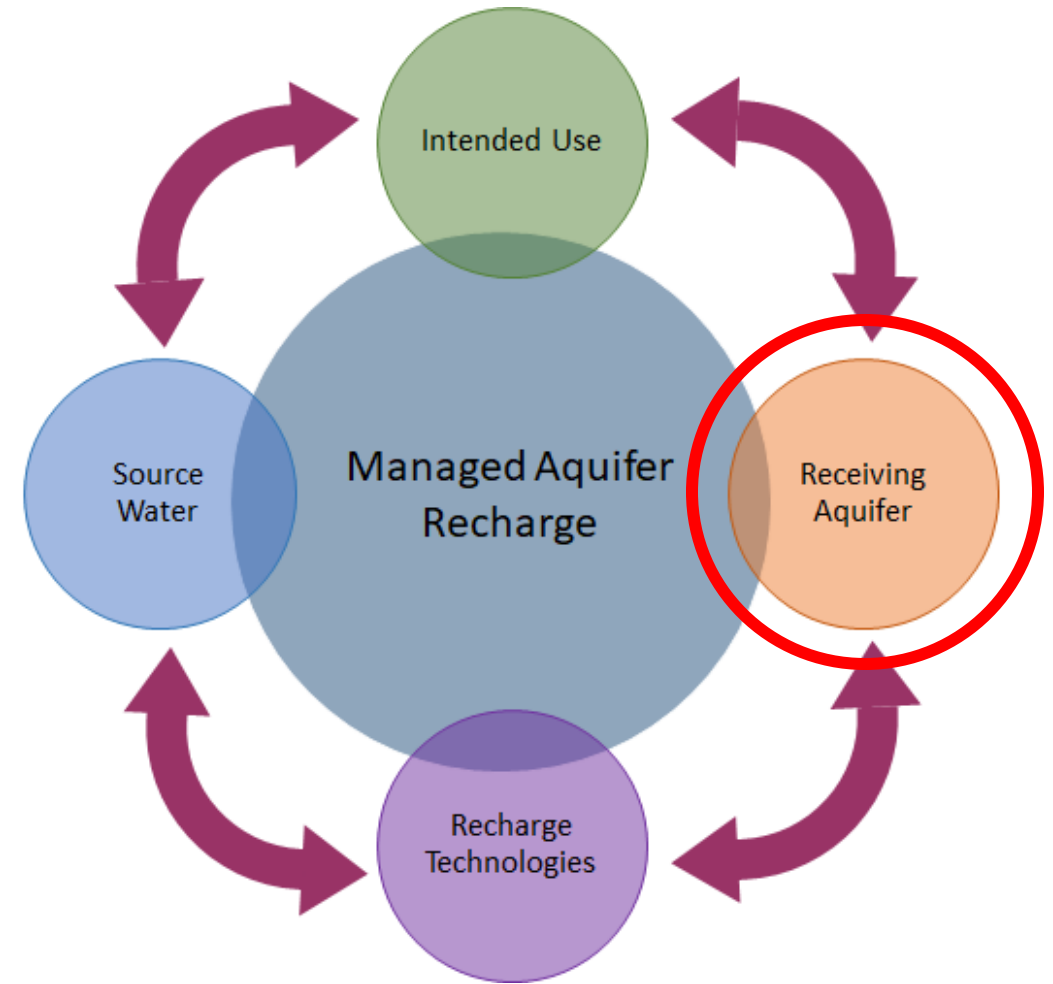 Intended Use
Source
Water
Managed Aquifer
Recharge
Receiving
Aquifer
Recharge
Technologies